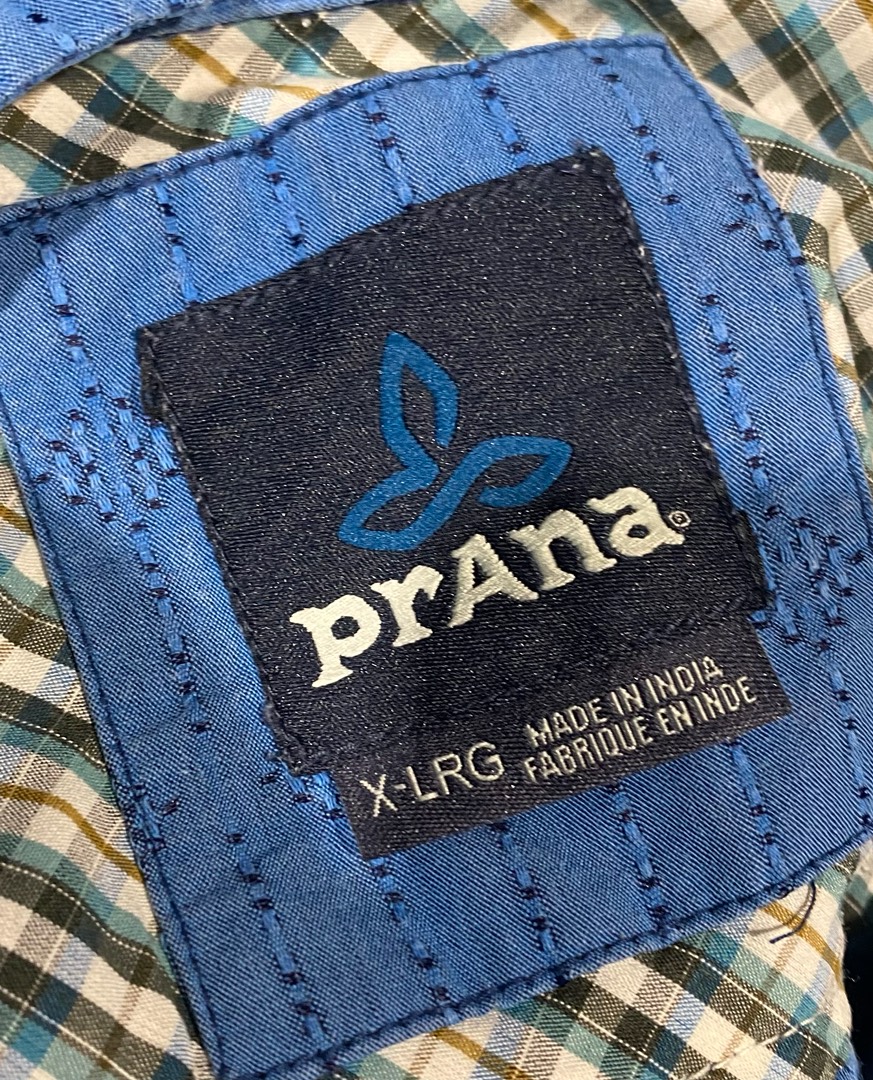 prAna®
X-LRG
MADE IN INDIA
FABRIQUE EN INDE